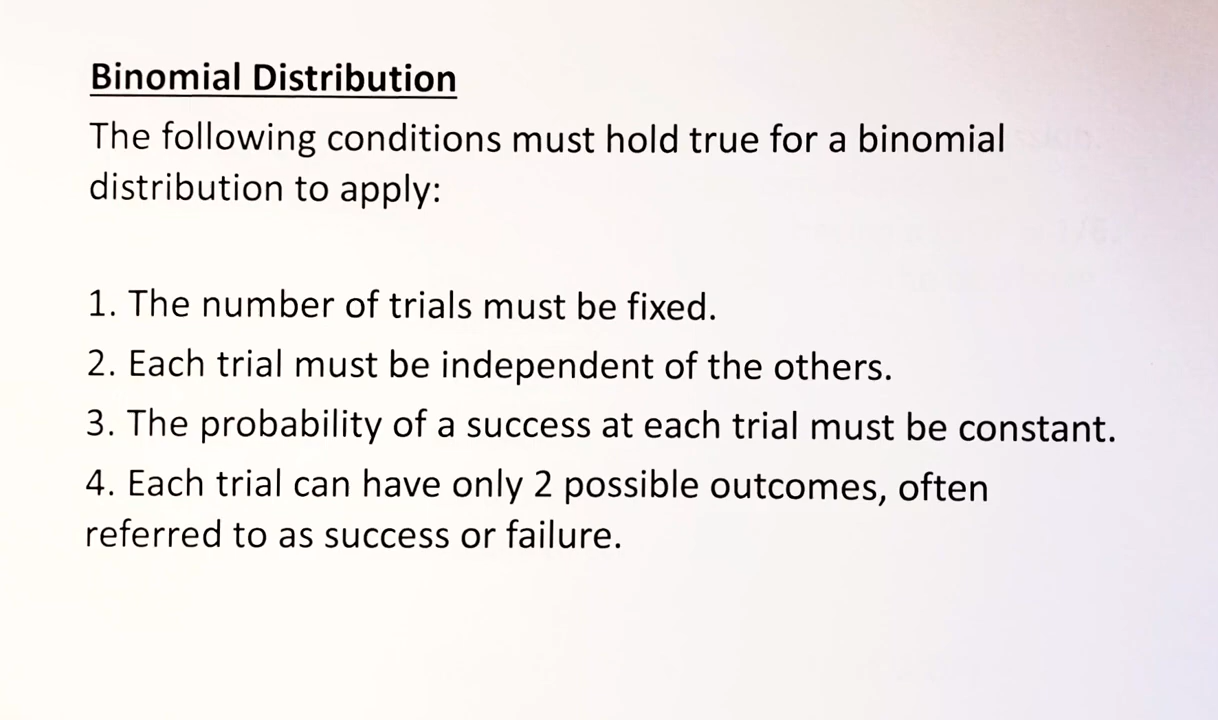 Binomial Distribution
The following conditions must hold true for a binomial
distribution to apply:
1. The number of trials must be fixed.
2. Each trial must be independent of the others.
3. The probability of a success at each trial must be constant.
4. Each trial can have only 2 possible outcomes, often
referred to as success or failure.